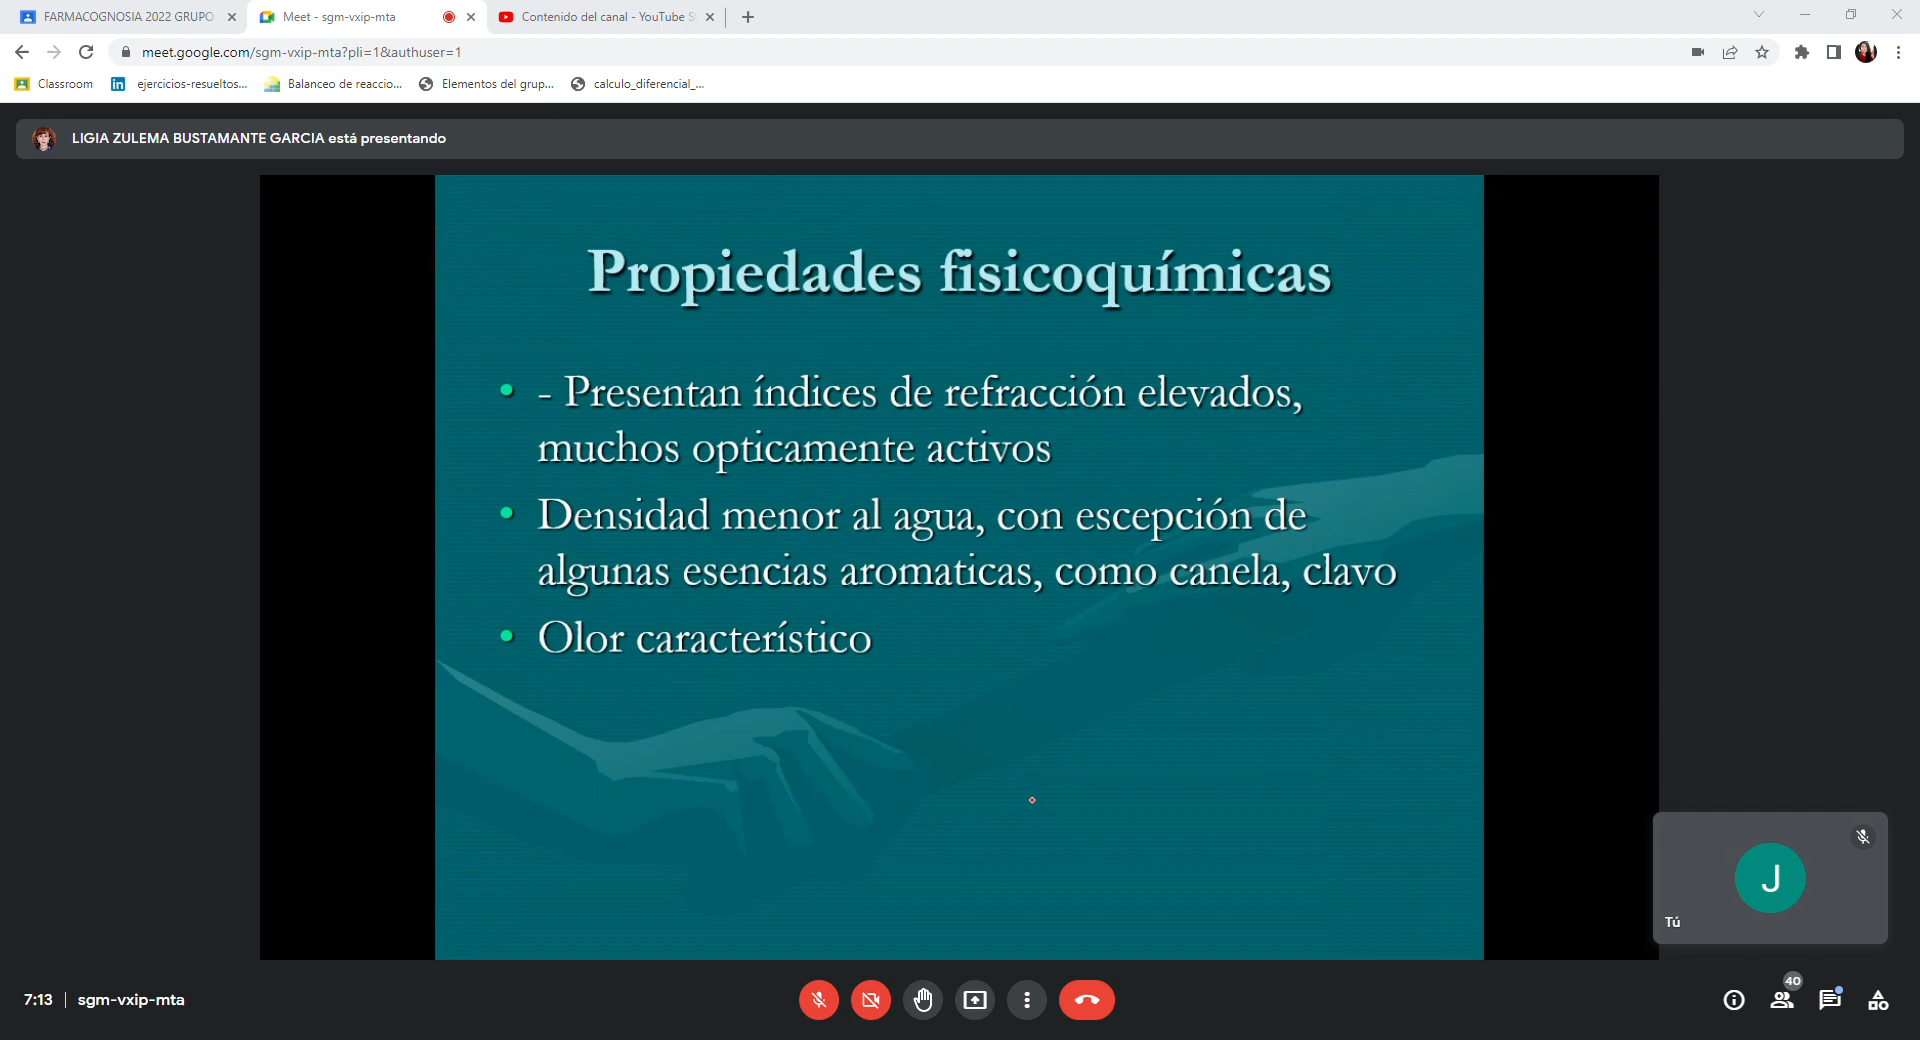 FARMACOGNOSIA 2022 GRUPO
Meet - sgm-vxip-mta
Contenido del canal - YouTube S
meet.google.com/sgm-vxip-mta?pli=1&authuser=1
Classroom
ejercicios-resueltos...
Balanceo de reaccio...
Elementos del grup...
calculo_diferencial_...
LIGIA ZULEMA BUSTAMANTE GARCIA está presentando
Propiedades fisicoquímicas
• - Presentan índices de refracción elevados,
muchos opticamente activos
• Densidad menor al agua, con escepción de
algunas esencias aromaticas, como canela, clavo
• Olor característico
J
Tú
7:13 | sgm-vxip-mta
40